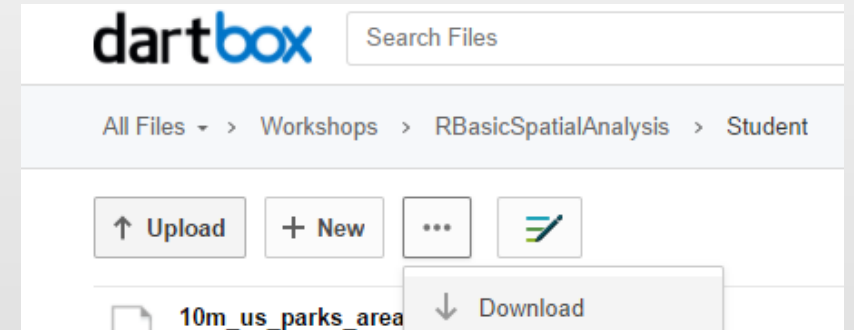 dartbox Search Files
All Files > Workshops > RBasicSpatialAnalysis > Student
Upload + New ...
10m_us_parks_area Download